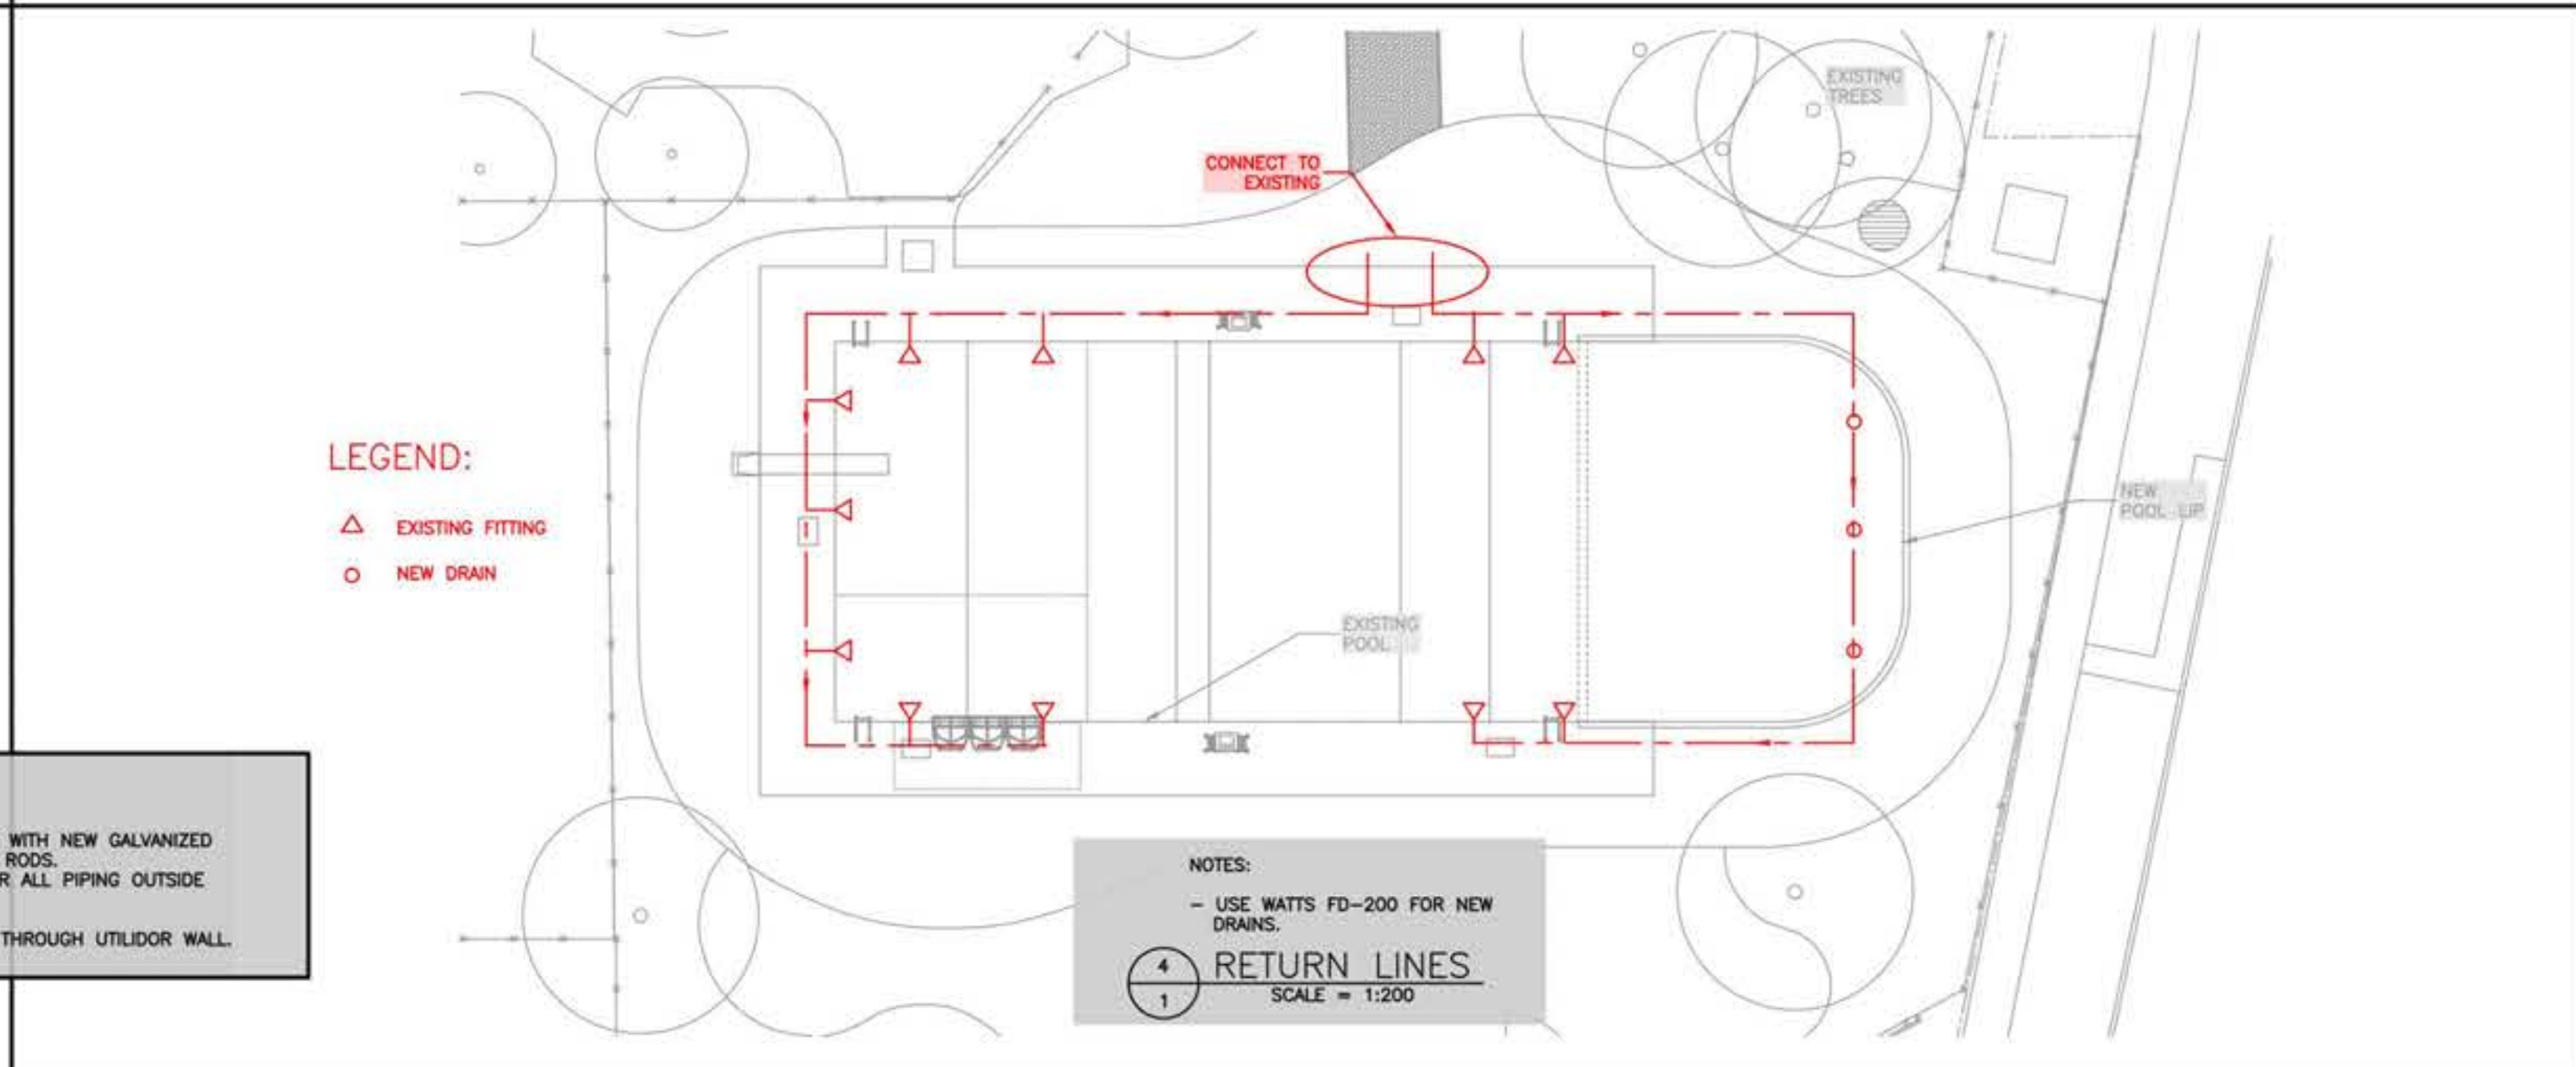 EXISTING
TREES
CONNECT TO
EXISTING
LEGEND:
EXISTING FITTING
NEW DRAIN
NEW
POOL LIP
EXISTING
POOL
WITH NEW GALVANIZED
RODS.
R ALL PIPING OUTSIDE
THROUGH UTILIDOR WALL.
NOTES:
- USE WATTS FD-200 FOR NEW
DRAINS.
4
1
RETURN LINES
SCALE = 1:200